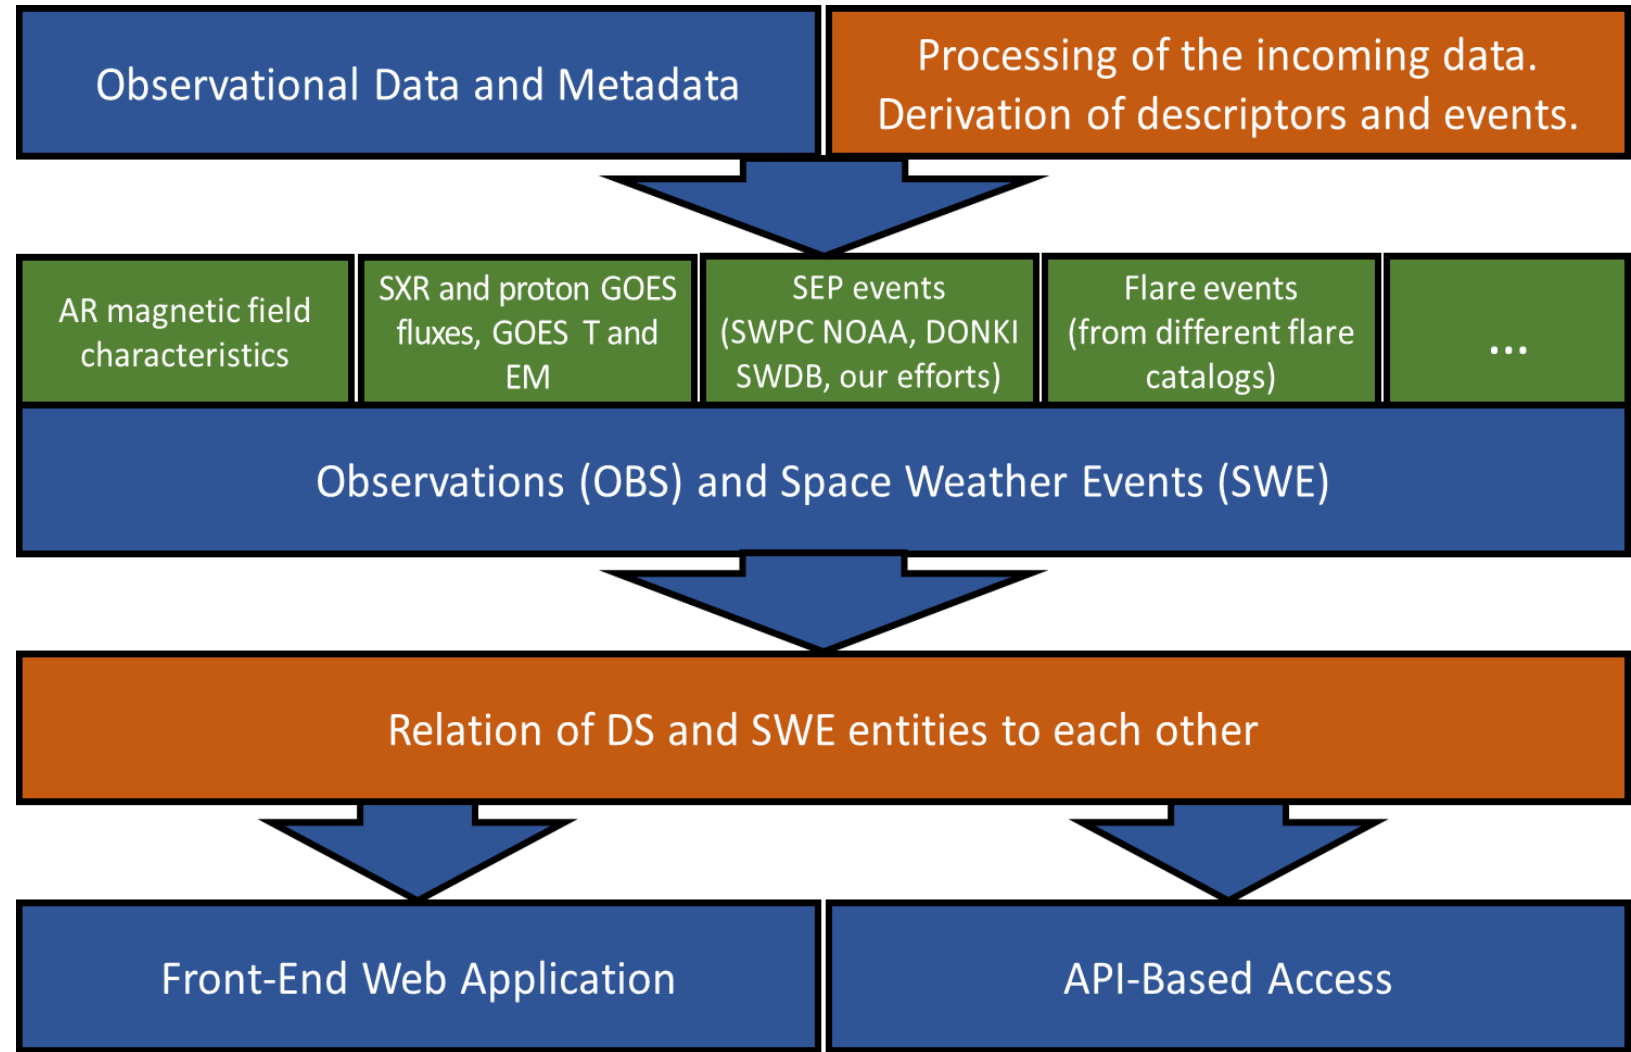 Observational Data and Metadata
Processing of the incoming data.
Derivation of descriptors and events.
AR magnetic field
characteristics
SXR and proton GOES
fluxes, GOES T and
EM
SEP events
(SWPC NOAA, DONKI
SWDB, our efforts)
Flare events
(from different flare
catalogs)
...
Observations (OBS) and Space Weather Events (SWE)
Relation of DS and SWE entities to each other
Front-End Web Application
API-Based Access